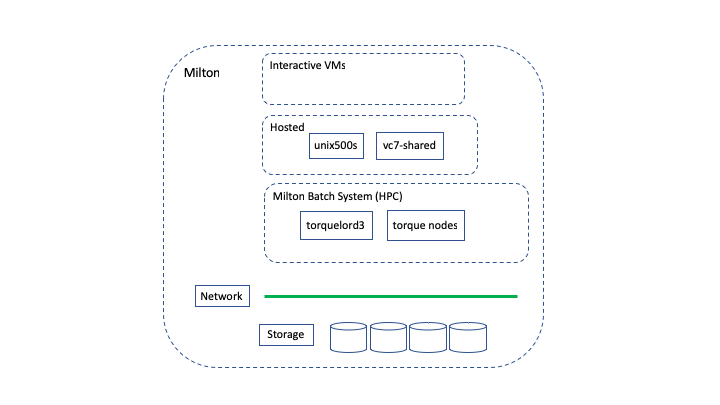 Milton
Interactive VMs
Hosted
unix500s
vc7-shared
Milton Batch System (HPC)
torquelord3
torque nodes
Network
Storage